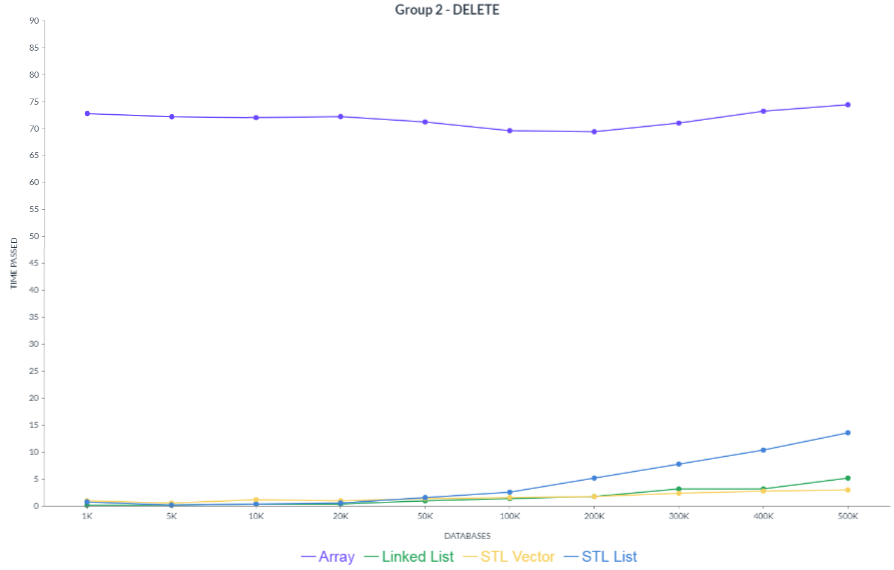 Group 2 - DELETE
90
85
80
75
70
65
60
55
50
45
40
35
30
25
20
15
10
5
0
TIME PASSED
1K
5K
10K
20K
50K
100K
200K
300K
400K
500K
DATABASES
Array Linked List STL Vector STL List